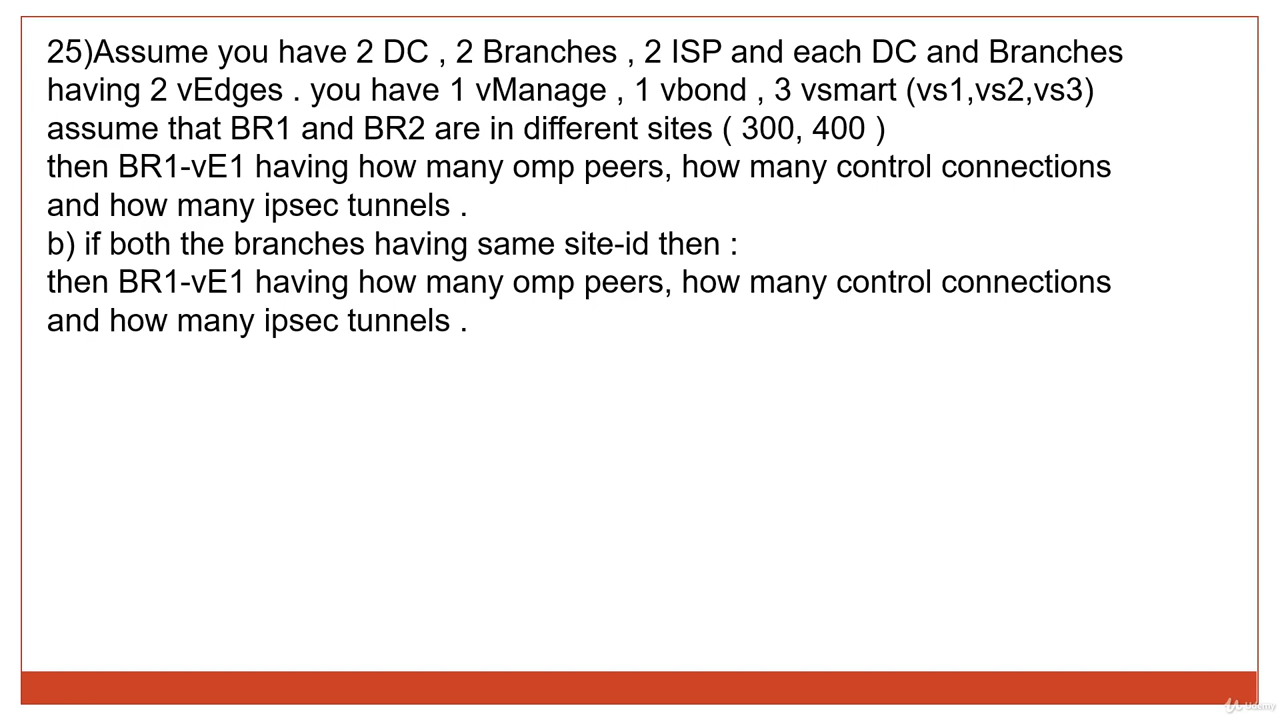 25)Assume you have 2 DC , 2 Branches , 2 ISP and each DC and Branches
having 2 vEdges . you have 1 vManage , 1 vbond , 3 vsmart (vs1,vs2,vs3)
assume that BR1 and BR2 are in different sites ( 300, 400 )
then BR1-vE1 having how many omp peers, how many control connections
and how many ipsec tunnels .
b) if both the branches having same site-id then :
then BR1-vE1 having how many omp peers, how many control connections
and how many ipsec tunnels .
Udemy